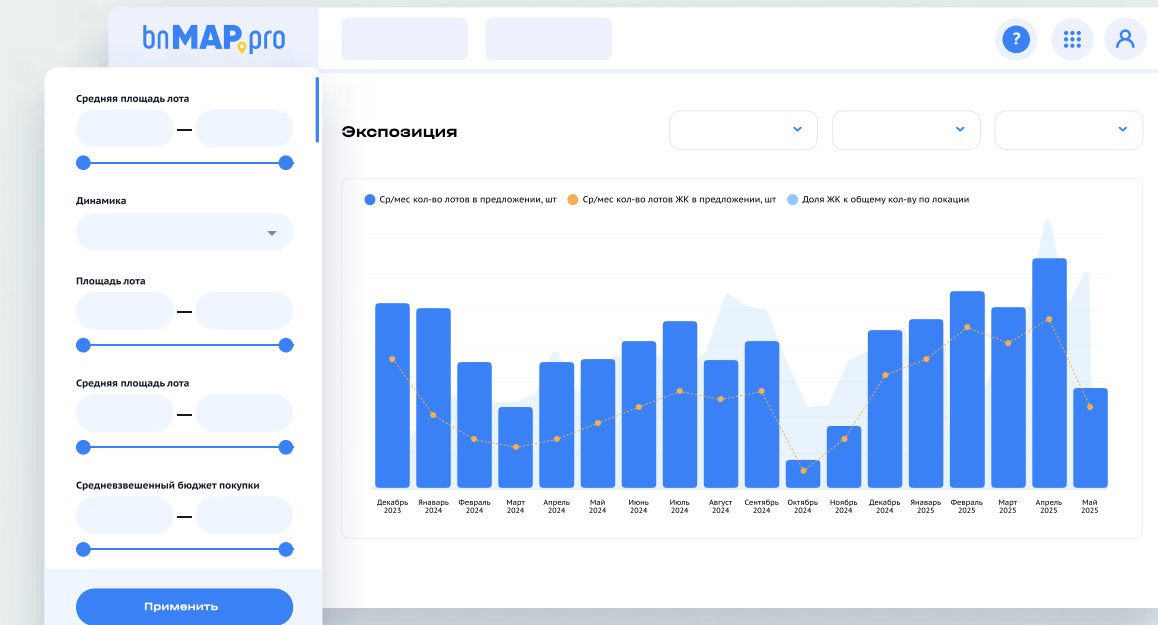 bnMAP.pro
?
Средняя площадь лота
—
Динамика
Площадь лота
—
Средняя площадь лота
—
Средневзвешенный бюджет покупки
—
Применить
Экспозиция
Ср/мес кол-во лотов в предложении, шт
Ср/мес кол-во лотов ЖК в предложении, шт
Доля ЖК к общему кол-ву по локации
Декабрь 2023
Январь 2024
Февраль 2024
Март 2024
Апрель 2024
Май 2024
Июнь 2024
Июль 2024
Август 2024
Сентябрь 2024
Октябрь 2024
Ноябрь 2024
Декабрь 2024
Январь 2025
Февраль 2025
Март 2025
Апрель 2025
Май 2025